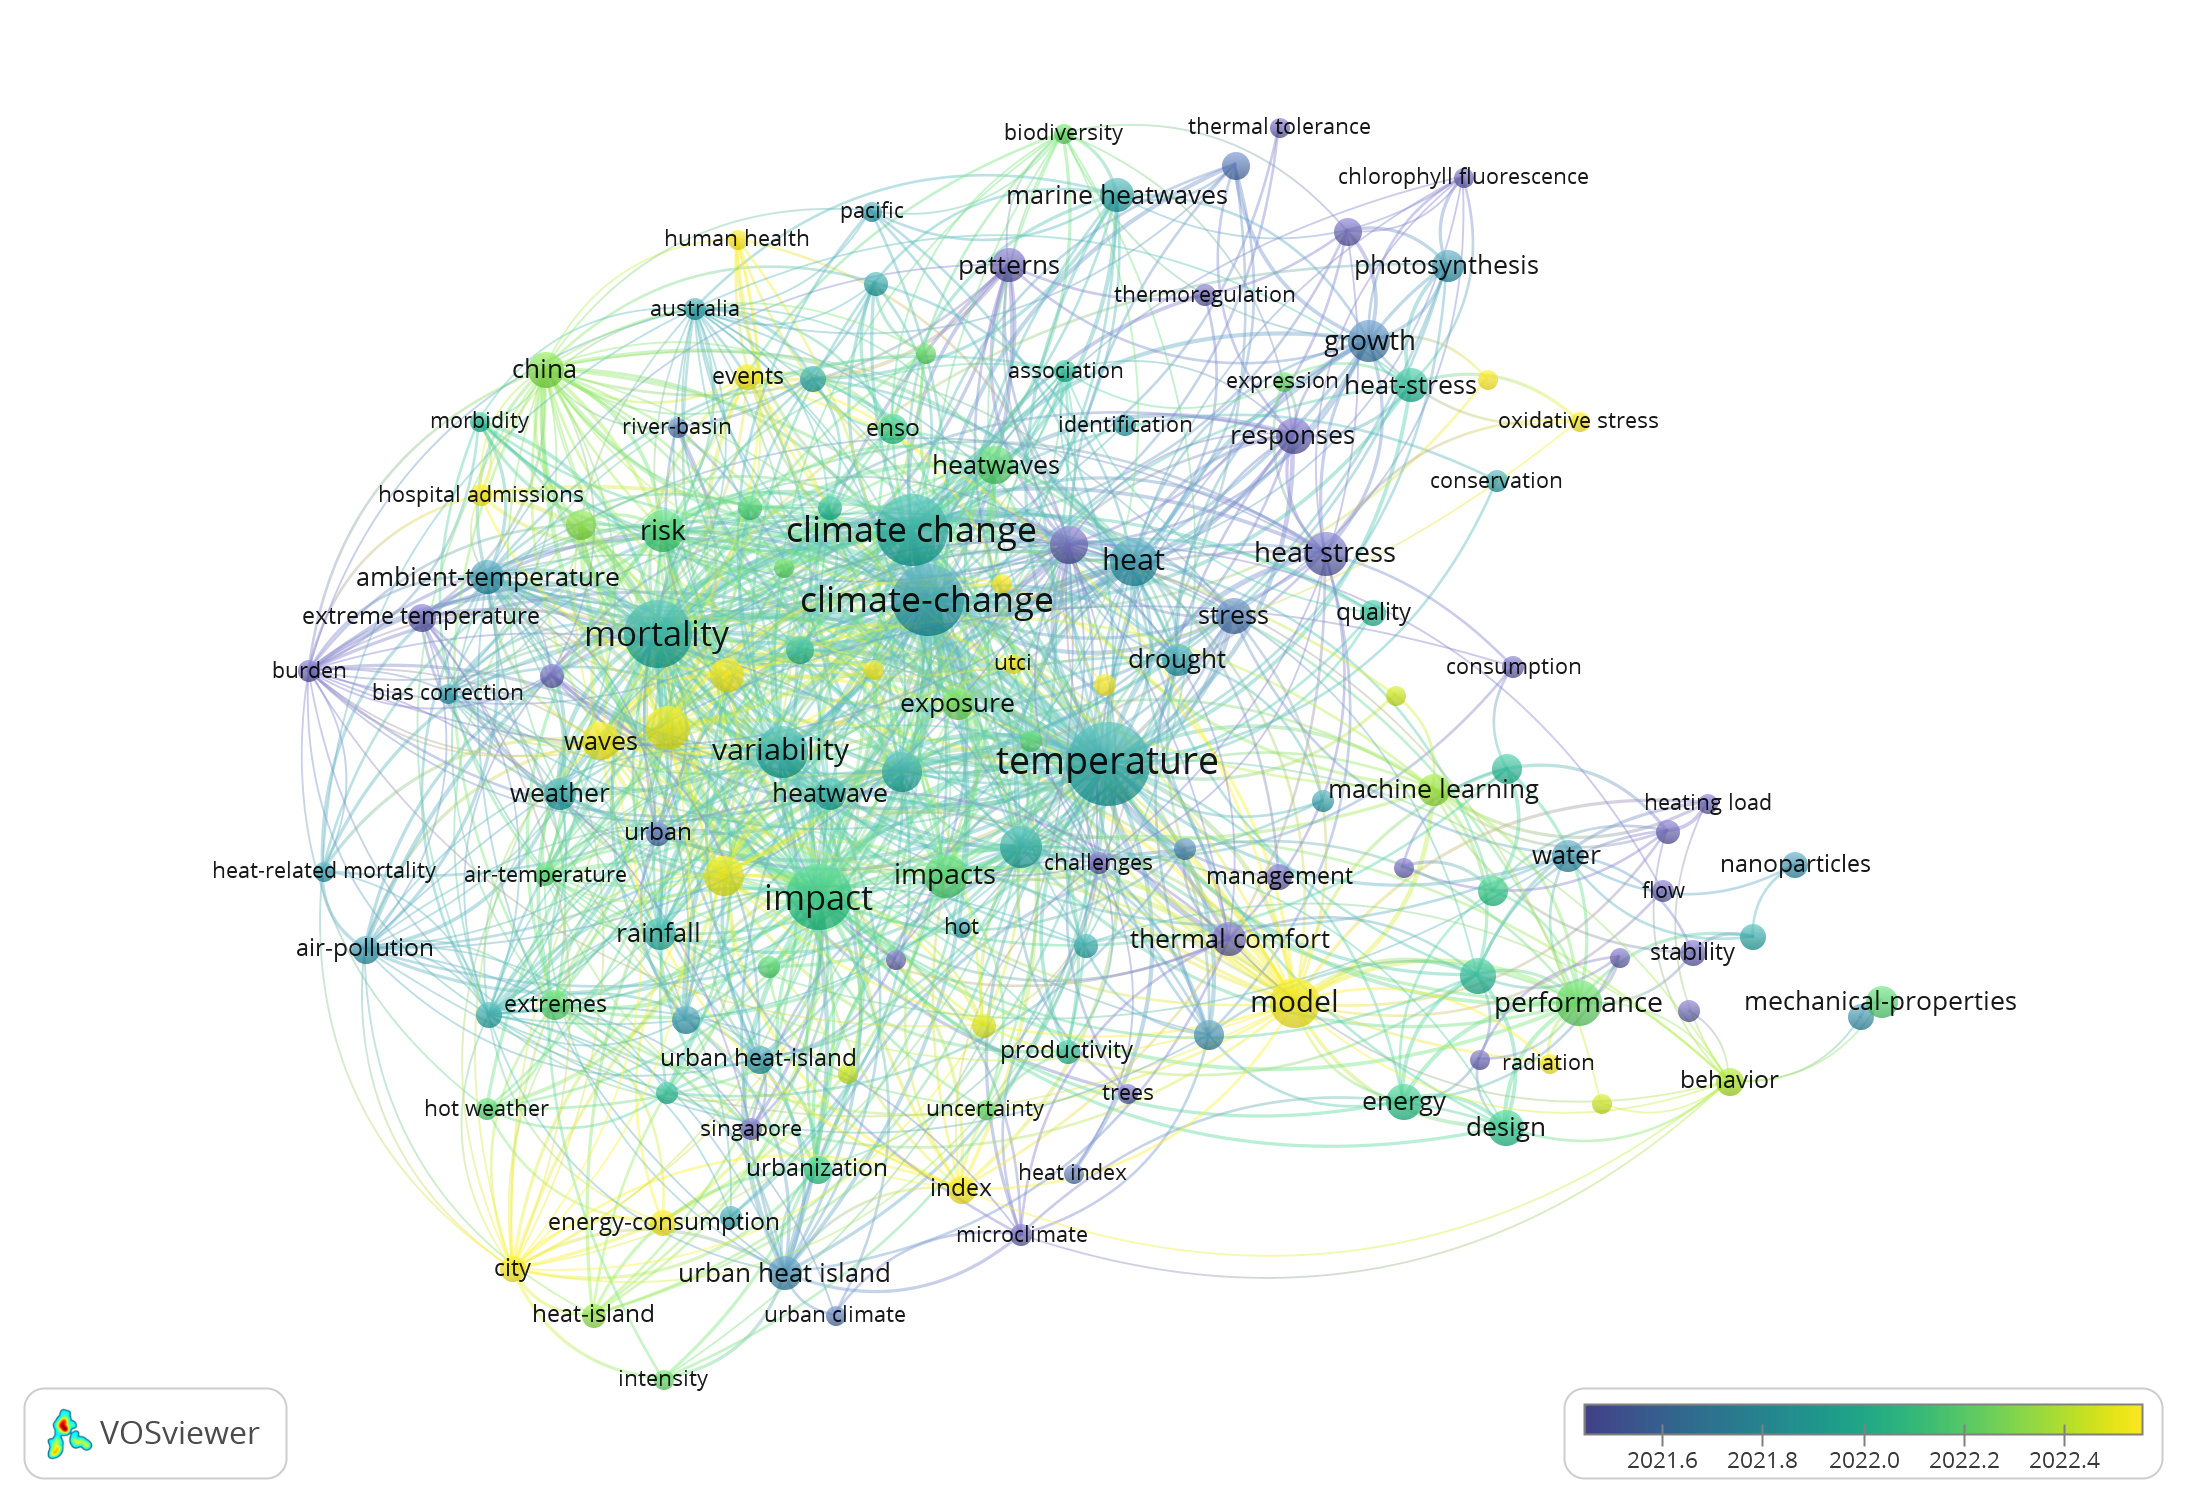 thermal tolerance
biodiversity
chlorophyll fluorescence
marine heatwaves
pacific
human health
patterns
photosynthesis
thermoregulation
australia
growth
china
events
association
expression
heat-stress
morbidity
river-basin
enso
identification
responses
oxidative stress
heatwaves
hospital admissions
conservation
risk
climate change
heat
heat stress
ambient-temperature
climate-change
extreme temperature
mortality
stress
quality
burden
utci
drought
consumption
bias correction
exposure
waves
variability
temperature
weather
heatwave
machine learning
heating load
urban
heat-related mortality
air-temperature
impacts
challenges
management
water
nanoparticles
impact
flow
air-pollution
rainfall
hot
thermal comfort
stability
extremes
model
performance
mechanical-properties
urban heat-island
productivity
radiation
behavior
hot weather
uncertainty
trees
energy
singapore
design
urbanization
index
heat index
energy-consumption
microclimate
city
urban heat island
heat-island
urban climate
intensity
VOSviewer
2021.6 2021.8 2022.0 2022.2 2022.4